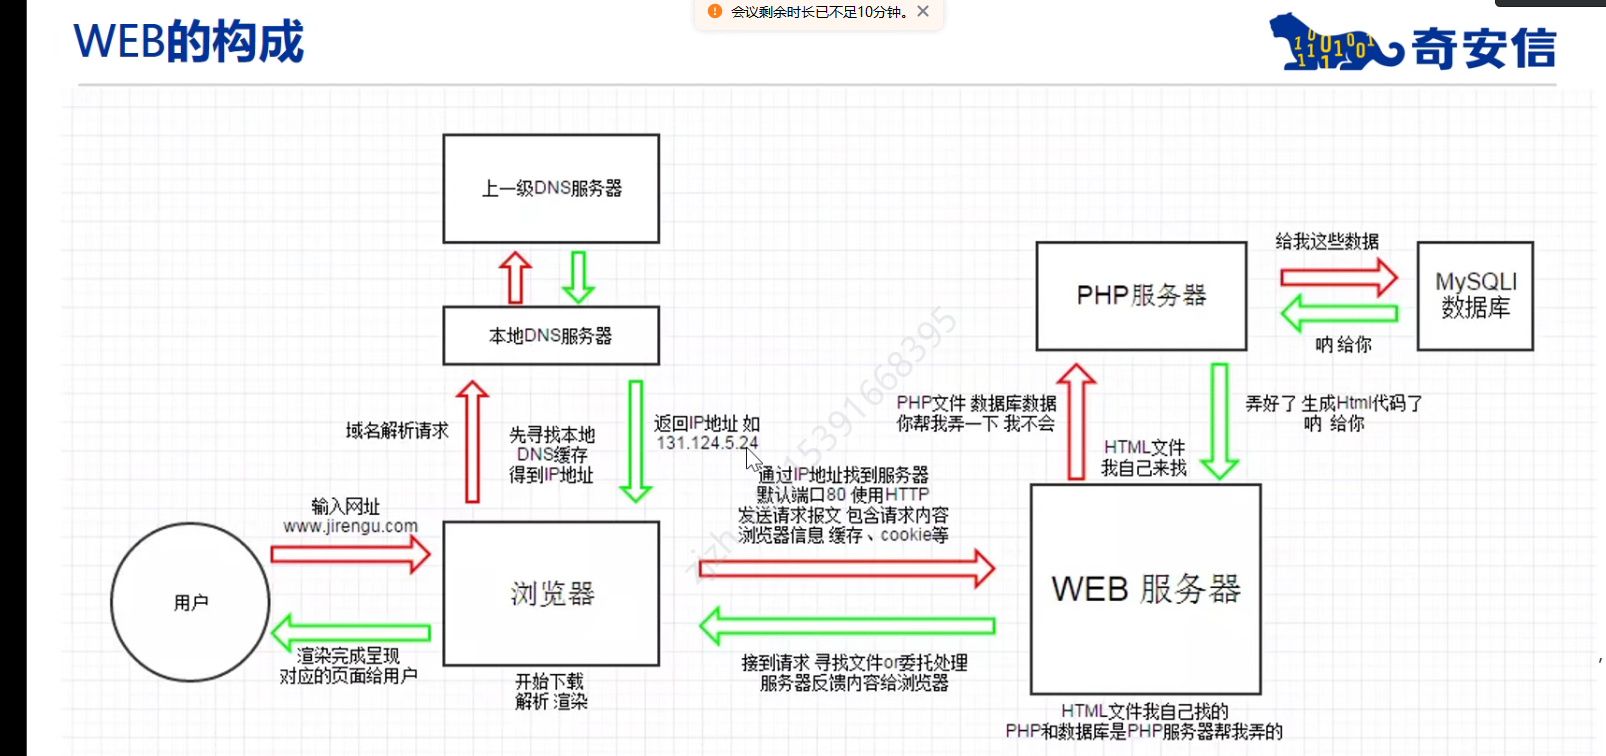 会议剩余时长已不足10分钟。
WEB的构成
奇安信
上一级DNS服务器
本地DNS服务器
域名解析请求
先寻找本地
DNS缓存
得到IP地址
返回IP地址 如
131.124.5.24
输入网址
www.jirengu.com
用户
渲染完成呈现
对应的页面给用户
浏览器
开始下载
解析 渲染
通过IP地址找到服务器
默认端口80 使用HTTP
发送请求报文 包含请求内容
浏览器信息 缓存、cookie等
接到请求 寻找文件or委托处理
服务器反馈内容给浏览器
PHP服务器
给我这些数据
呐 给你
MySQLI
数据库
PHP文件 数据库数据
你帮我弄一下 我不会
HTML文件
我自己来找
弄好了 生成Html代码了
呐 给你
WEB 服务器
HTML文件我自己找的
PHP和数据库是PHP服务器帮我弄的